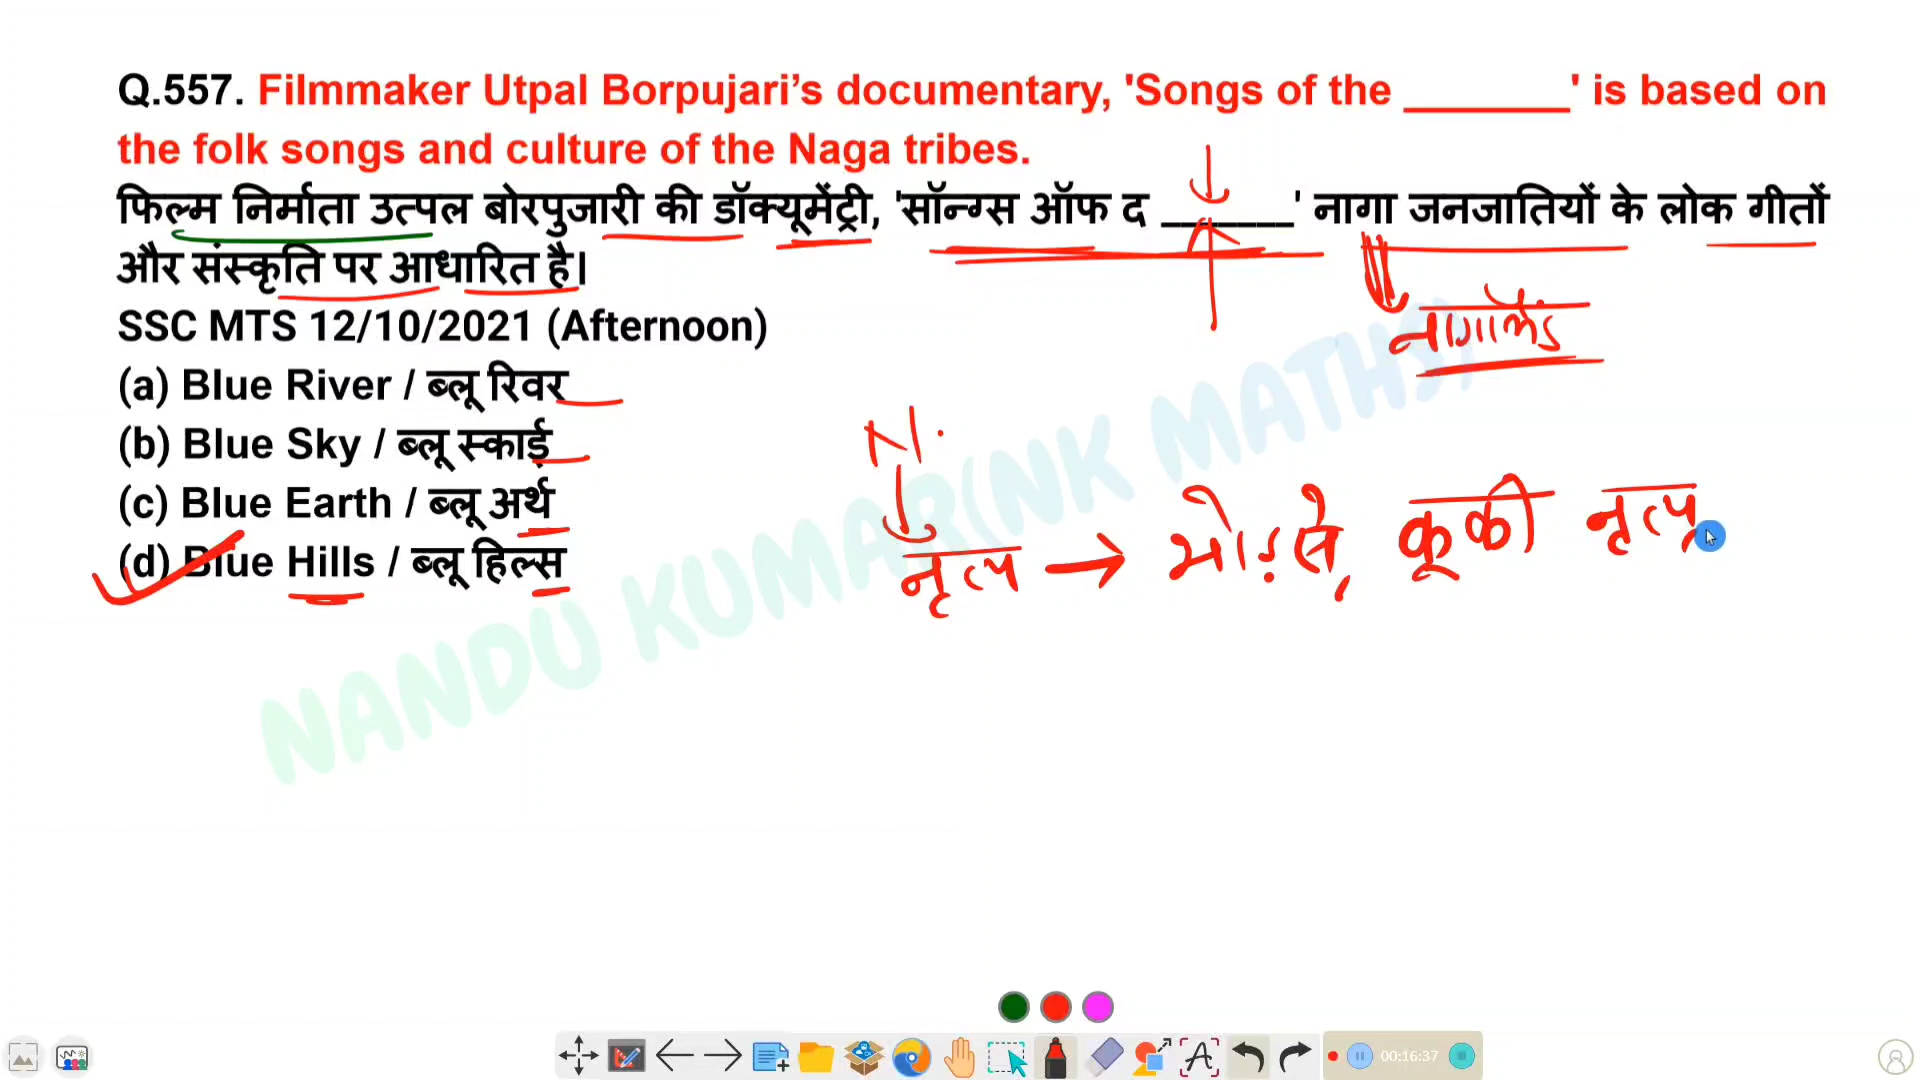 Q.557. Filmmaker Utpal Borpujari’s documentary, 'Songs of the _______' is based on
the folk songs and culture of the Naga tribes.
फिल्म निर्माता उत्पल बोरपुजारी की डॉक्यूमेंट्री, 'सॉन्ग्स ऑफ द ______' नागा जनजातियों के लोक गीतों
और संस्कृति पर आधारित है।
नागालैंड
SSC MTS 12/10/2021 (Afternoon)
(a) Blue River / ब्लू रिवर
(b) Blue Sky / ब्लू स्काई
(c) Blue Earth / ब्लू अर्थ
(d) Blue Hills / ब्लू हिल्स
N.
नृत्य → मोडसे, कूकी नृत्य
NANDU KUMAR(NK MATHS)
00:16:37